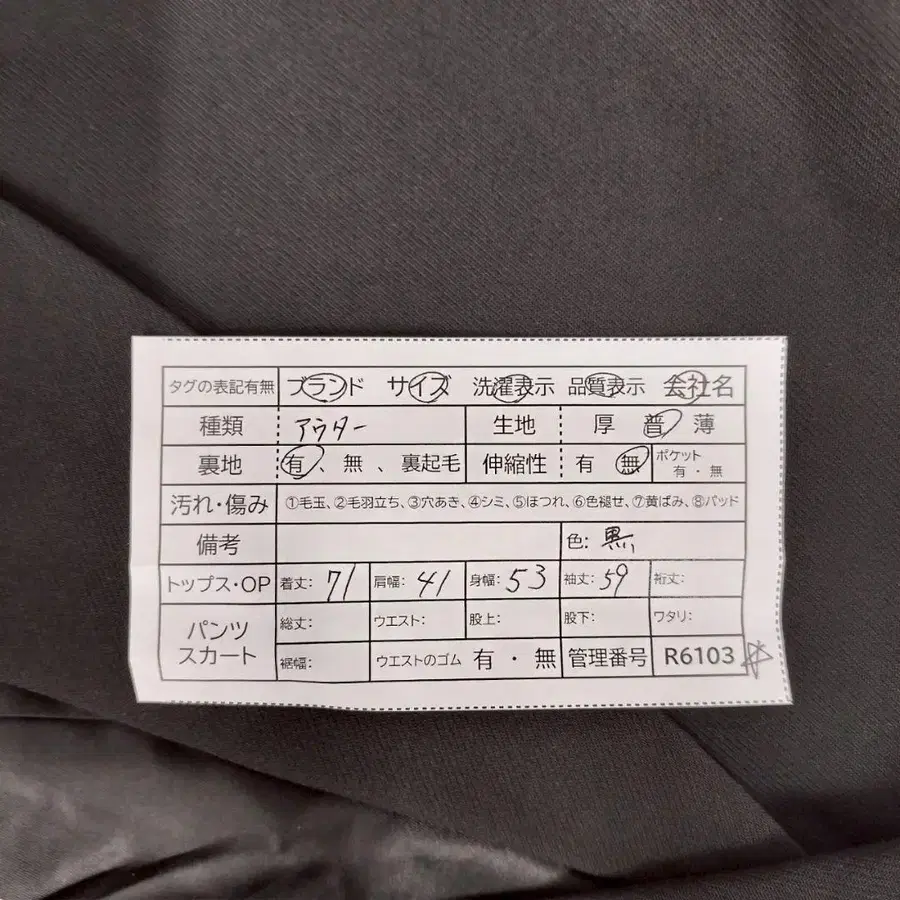 タグの表記有無 ブランド サイズ 洗濯表示 品質表示 会社名
種類 アウター 生地 厚 普 薄
裏地 有 、 無 、 裏起毛 伸縮性 有 無 ポケット 有 ・ 無
汚れ・傷み ①毛玉、②毛羽立ち、③穴あき、④シミ、⑤ほつれ、⑥色褪せ、⑦黄ばみ、⑧パッド
備考 色: 黒
トップス・OP 着丈: 71 肩幅: 41 身幅: 53 袖丈: 59 裄丈:
パンツ スカート 総丈: ウエスト: 股上: 股下: ワタリ:
裾幅: ウエストのゴム 有 ・ 無 管理番号 R6103